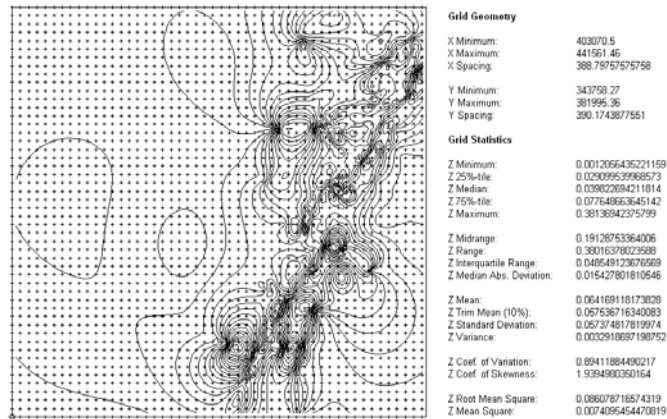 Grid Geometry
X Minimum: 403070.5
X Maximum: 441561.46
X Spacing: 388.79757575758
Y Minimum: 343758.27
Y Maximum: 381995.36
Y Spacing: 390.1743877551
Grid Statistics
Z Minimum: 0.0012056435221159
Z 25%-tile: 0.029099539968573
Z Median: 0.039822694211814
Z 75%-tile: 0.077648663645142
Z Maximum: 0.38136942375799
Z Midrange: 0.19128753364006
Z Range: 0.38016378023588
Z Interquartile Range: 0.048549123676569
Z Median Abs. Deviation: 0.015427801810546
Z Mean: 0.064169118173828
Z Trim Mean (10%): 0.057536716340083
Z Standard Deviation: 0.057374817819974
Z Variance: 0.0032918697198752
Z Coef. of Variation: 0.89411884490217
Z Coef. of Skewness: 1.9394980350164
Z Root Mean Square: 0.086078716574319
Z Mean Square: 0.0074095454470819